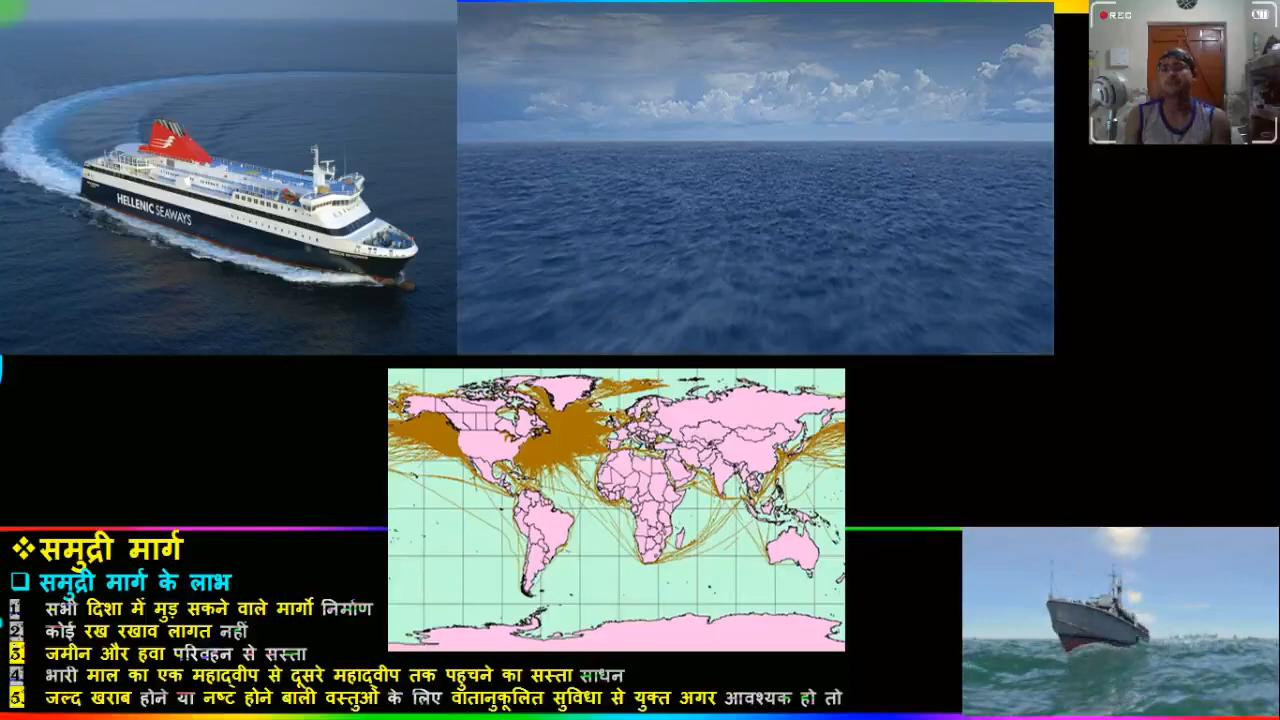 REC
HELLENIC SEAWAYS
❖समुद्री मार्ग
❑ समुद्री मार्ग के लाभ
1 सभी दिशा में मुड़ सकने वाले मार्गो निर्माण
2 कोई रख रखाव लागत नहीं
3. जमीन और हवा परिवहन से सस्ता
4 भारी माल का एक महाद्वीप से दूसरे महाद्वीप तक पहुचने का सस्ता साधन
5. जल्द खराब होने या नष्ट होने बाली वस्तुओं के लिए वातानुकूलित सुविधा से युक्त अगर आवश्यक हो तो